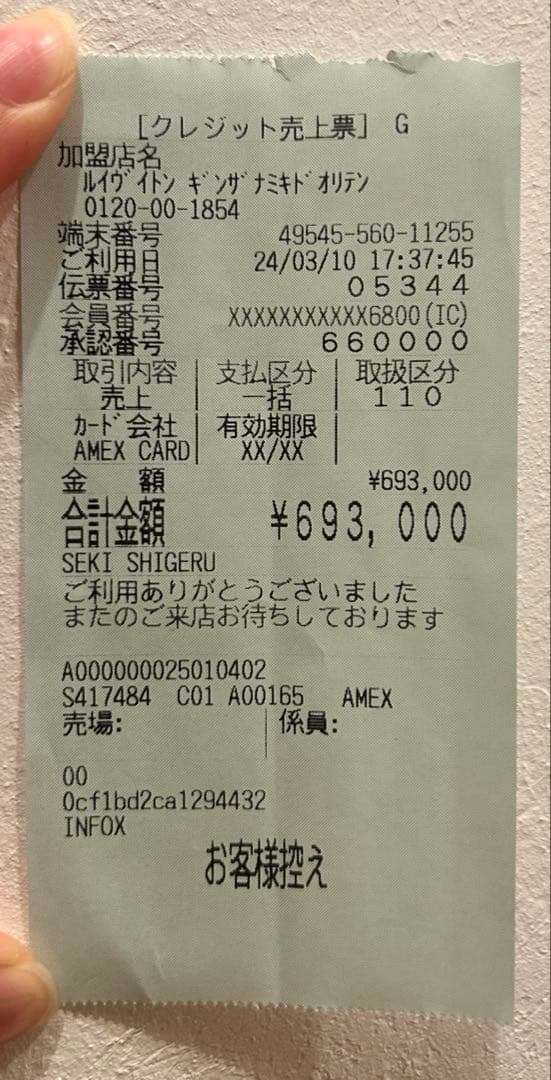 [クレジット売上票] G
加盟店名
ルイヴィトン ギンザナミキドオリテン
0120-00-1854
端末番号 49545-560-11255
ご利用日 24/03/10 17:37:45
伝票番号 05344
会員番号 XXXXXXXXXXX6800(IC)
承認番号 660000
取引内容 | 支払区分 | 取扱区分
売上 | 一括 | 110
カード会社 | 有効期限 |
AMEX CARD | XX/XX |
金 額 ¥693,000
合計金額 ¥693,000
SEKI SHIGERU
ご利用ありがとうございました
またのご来店お待ちしております
A000000025010402
S417484 C01 A00165 AMEX
売場: | 係員:
00
0cf1bd2ca1294432
INFOX
お客様控え